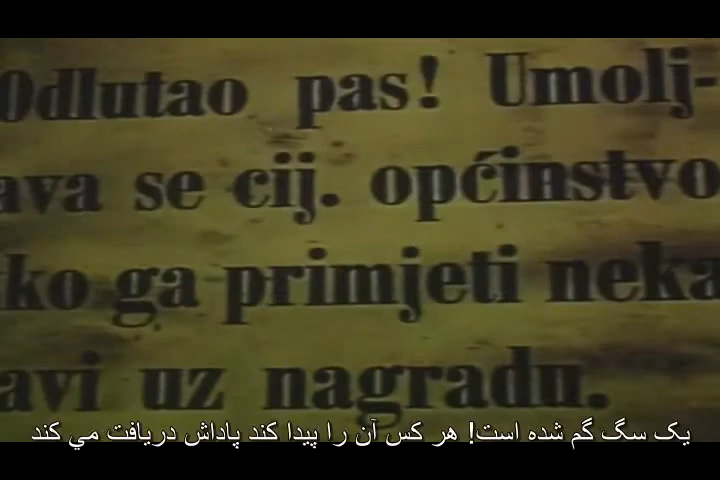 Odlutao pas! Umolj-
ava se cij. općinstvo
ko ga primjeti neka
avi uz nagradu.
یک سگ گم شده است! هر کس آن را پیدا کند پاداش دریافت مي کند